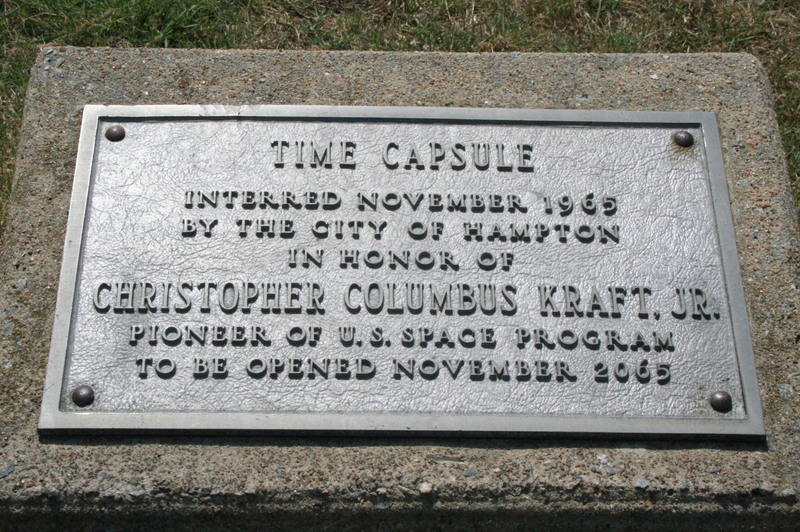 TIME CAPSULE
INTERRED NOVEMBER 1965
BY THE CITY OF HAMPTON
IN HONOR OF
CHRISTOPHER COLUMBUS KRAFT, JR.
PIONEER OF U.S. SPACE PROGRAM
TO BE OPENED NOVEMBER 2065